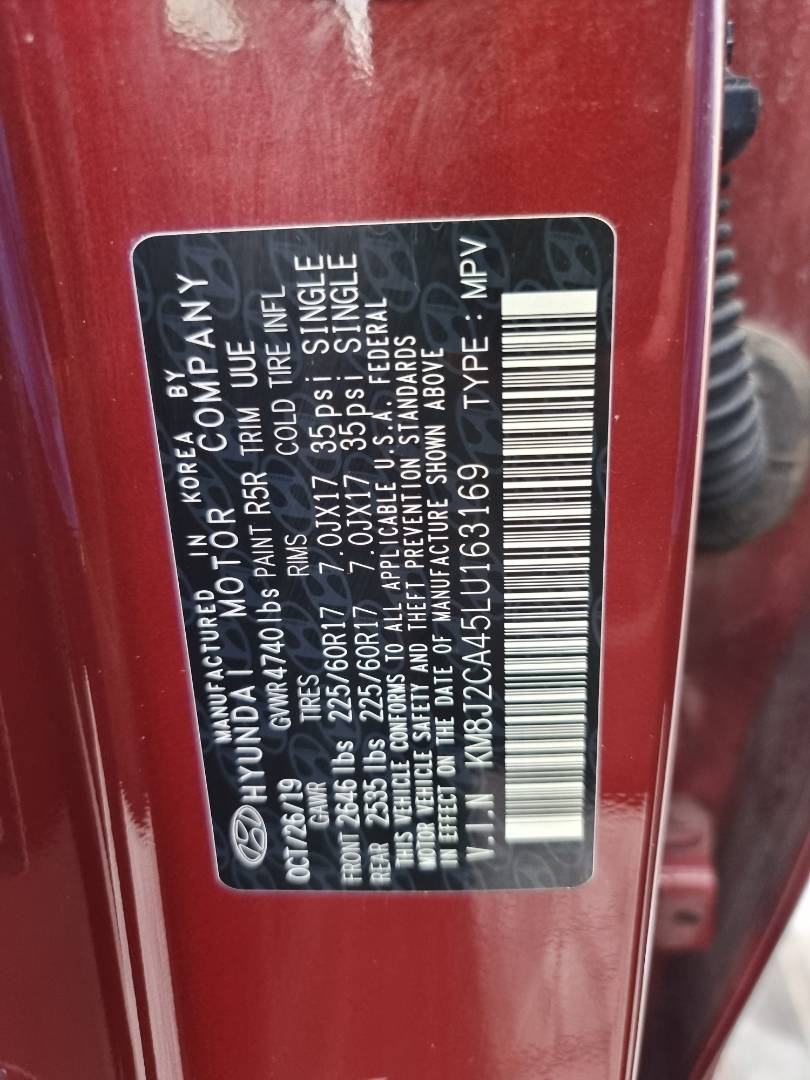 MANUFACTURED IN KOREA BY
HYUNDAI MOTOR COMPANY
OCT/26/19 GVWR4740lbs PAINT R5R TRIM UUE
GAWR TIRES RIMS COLD TIRE INFL
FRONT 2646lbs 225/60R17 7.0JX17 35psi SINGLE
REAR 2535lbs 225/60R17 7.0JX17 35psi SINGLE
THIS VEHICLE CONFORMS TO ALL APPLICABLE U.S.A. FEDERAL
MOTOR VEHICLE SAFETY AND THEFT PREVENTION STANDARDS
IN EFFECT ON THE DATE OF MANUFACTURE SHOWN ABOVE
V.I.N KM8J2CA45LU163169 TYPE : MPV